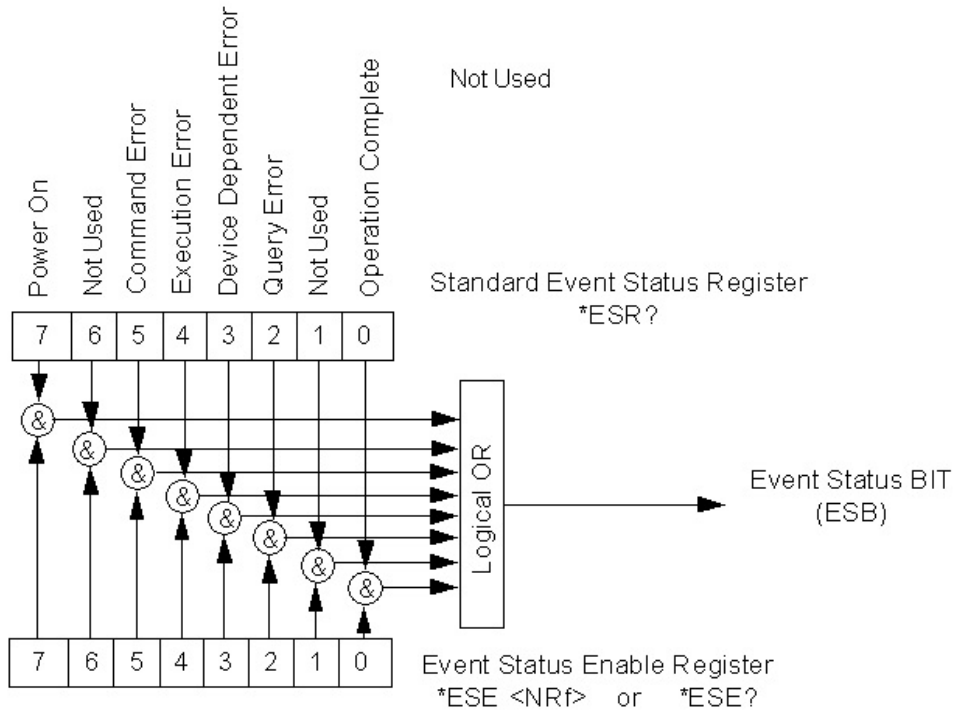 Power On
Not Used
Command Error
Execution Error
Device Dependent Error
Query Error
Not Used
Operation Complete
Not Used
Standard Event Status Register
*ESR?
7 6 5 4 3 2 1 0
&
&
&
&
&
&
&
&
Logical OR
Event Status BIT
(ESB)
7 6 5 4 3 2 1 0
Event Status Enable Register
*ESE <NRf> or *ESE?